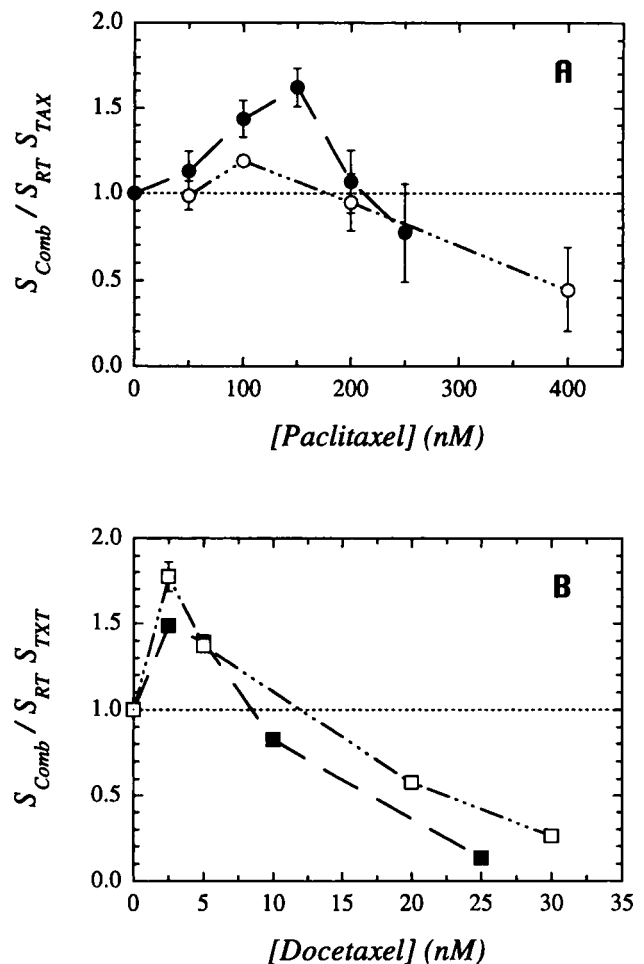 A
2.0
1.5
1.0
0.5
0.0
S_Comb / S_RT S_TAX
0 100 200 300 400
[Paclitaxel] (nM)
B
2.0
1.5
1.0
0.5
0.0
S_Comb / S_RT S_TXT
0 5 10 15 20 25 30 35
[Docetaxel] (nM)